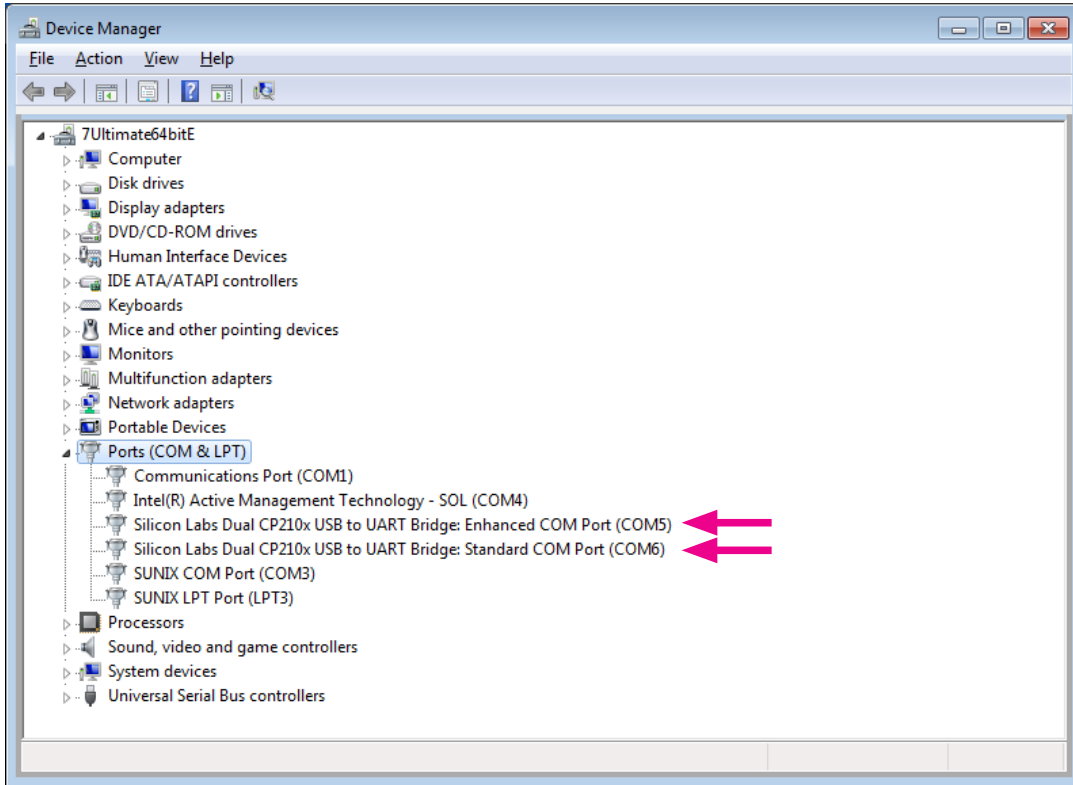 Device Manager
File Action View Help
7Ultimate64bitE
Computer
Disk drives
Display adapters
DVD/CD-ROM drives
Human Interface Devices
IDE ATA/ATAPI controllers
Keyboards
Mice and other pointing devices
Monitors
Multifunction adapters
Network adapters
Portable Devices
Ports (COM & LPT)
Communications Port (COM1)
Intel(R) Active Management Technology - SOL (COM4)
Silicon Labs Dual CP210x USB to UART Bridge: Enhanced COM Port (COM5)
Silicon Labs Dual CP210x USB to UART Bridge: Standard COM Port (COM6)
SUNIX COM Port (COM3)
SUNIX LPT Port (LPT3)
Processors
Sound, video and game controllers
System devices
Universal Serial Bus controllers